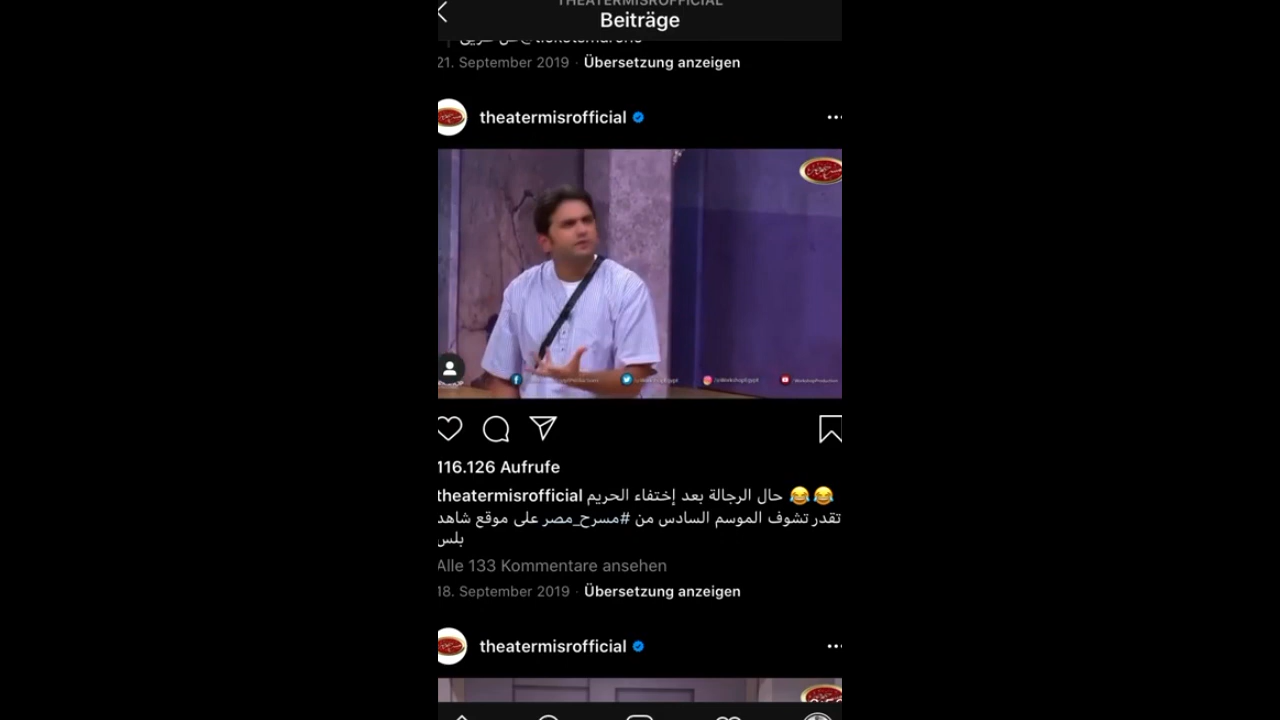 THEATERMISROFFICIAL
Beiträge
21. September 2019 · Übersetzung anzeigen
theatermisrofficial
116.126 Aufrufe
theatermisrofficial حال الرجالة بعد إختفاء الحريم 😂😂
تقدر تشوف الموسم السادس من #مسرح_مصر على موقع شاهد
بلس
Alle 133 Kommentare ansehen
18. September 2019 · Übersetzung anzeigen
theatermisrofficial